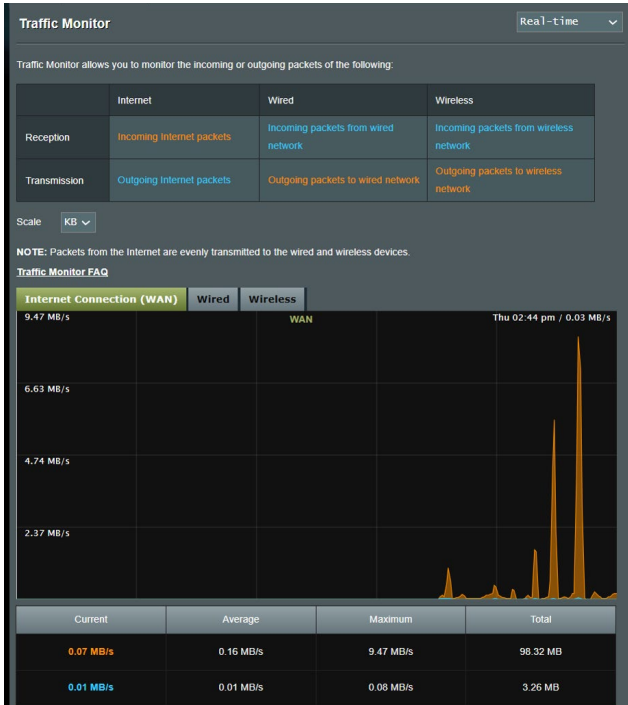 Traffic Monitor
Real-time
Traffic Monitor allows you to monitor the incoming or outgoing packets of the following:
Internet Wired Wireless
Reception Incoming Internet packets Incoming packets from wired network Incoming packets from wireless network
Transmission Outgoing Internet packets Outgoing packets to wired network Outgoing packets to wireless network
Scale KB
NOTE: Packets from the Internet are evenly transmitted to the wired and wireless devices.
Traffic Monitor FAQ
Internet Connection (WAN) Wired Wireless
9.47 MB/s WAN Thu 02:44 pm / 0.03 MB/s
6.63 MB/s
4.74 MB/s
2.37 MB/s
Current Average Maximum Total
0.07 MB/s 0.16 MB/s 9.47 MB/s 98.32 MB
0.01 MB/s 0.01 MB/s 0.08 MB/s 3.26 MB